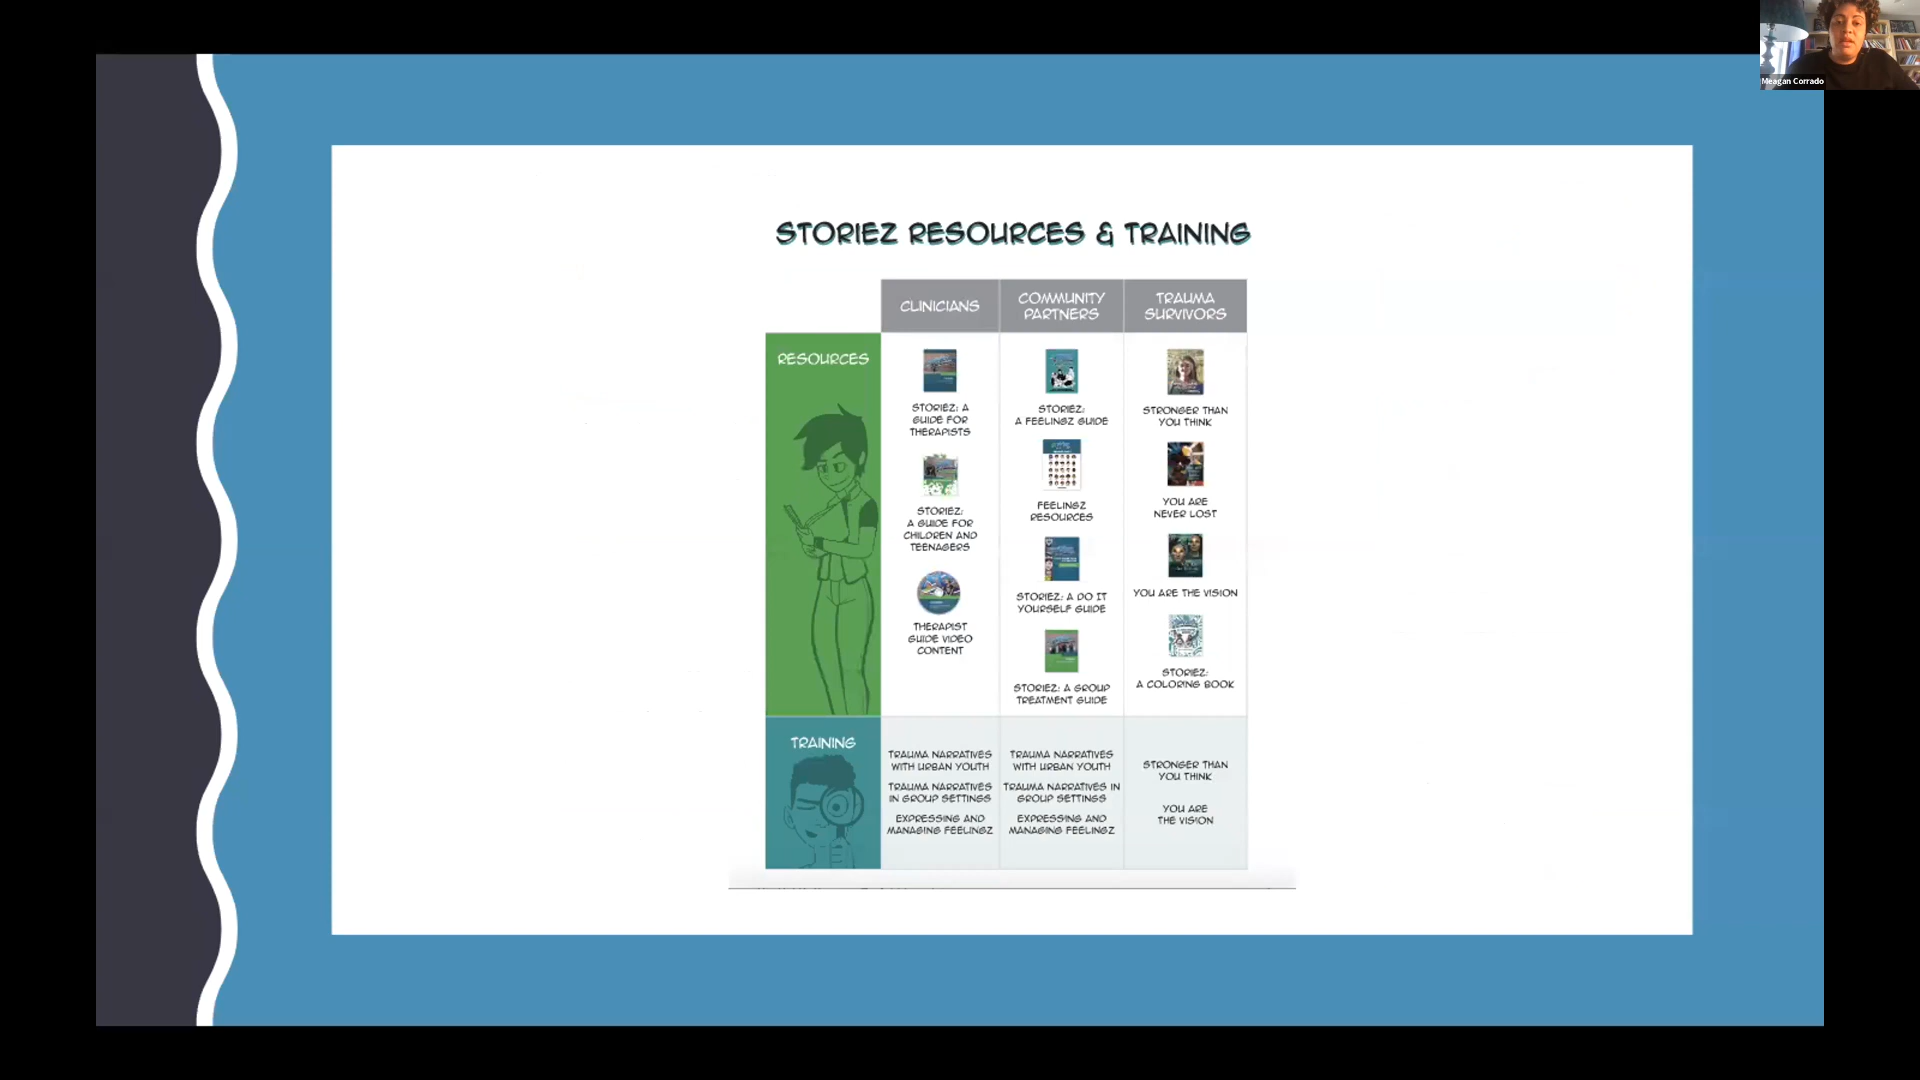 Meagan Corrado
STORIEZ RESOURCES & TRAINING
CLINICIANS
COMMUNITY
PARTNERS
TRAUMA
SURVIVORS
RESOURCES
STORIEZ: A
GUIDE FOR
THERAPISTS
STORIEZ:
A GUIDE FOR
CHILDREN AND
TEENAGERS
THERAPIST
GUIDE VIDEO
CONTENT
STORIEZ:
A FEELINGZ GUIDE
FEELINGZ
RESOURCES
STORIEZ: A DO IT
YOURSELF GUIDE
STORIEZ: A GROUP
TREATMENT GUIDE
STRONGER THAN
YOU THINK
YOU ARE
NEVER LOST
YOU ARE THE VISION
STORIEZ:
A COLORING BOOK
TRAINING
TRAUMA NARRATIVES
WITH URBAN YOUTH
TRAUMA NARRATIVES
IN GROUP SETTINGS
EXPRESSING AND
MANAGING FEELINGZ
TRAUMA NARRATIVES
WITH URBAN YOUTH
TRAUMA NARRATIVES IN
GROUP SETTINGS
EXPRESSING AND
MANAGING FEELINGZ
STRONGER THAN
YOU THINK
YOU ARE
THE VISION